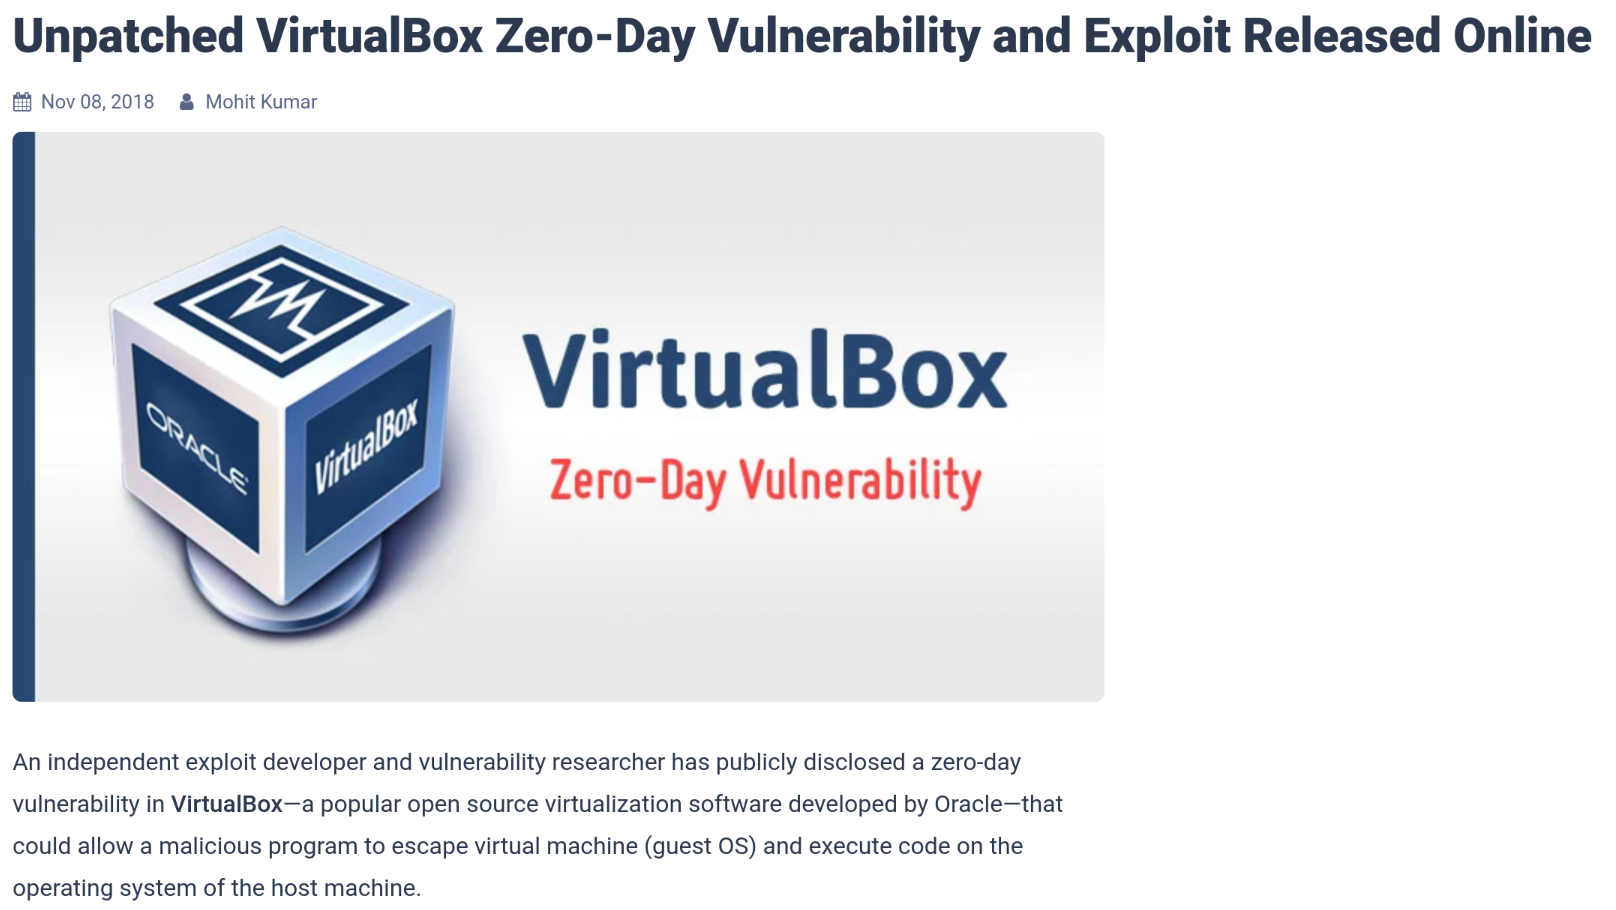 Unpatched VirtualBox Zero-Day Vulnerability and Exploit Released Online
Nov 08, 2018 Mohit Kumar
ORACLE
VirtualBox
VirtualBox
Zero-Day Vulnerability
An independent exploit developer and vulnerability researcher has publicly disclosed a zero-day
vulnerability in VirtualBox—a popular open source virtualization software developed by Oracle—that
could allow a malicious program to escape virtual machine (guest OS) and execute code on the
operating system of the host machine.